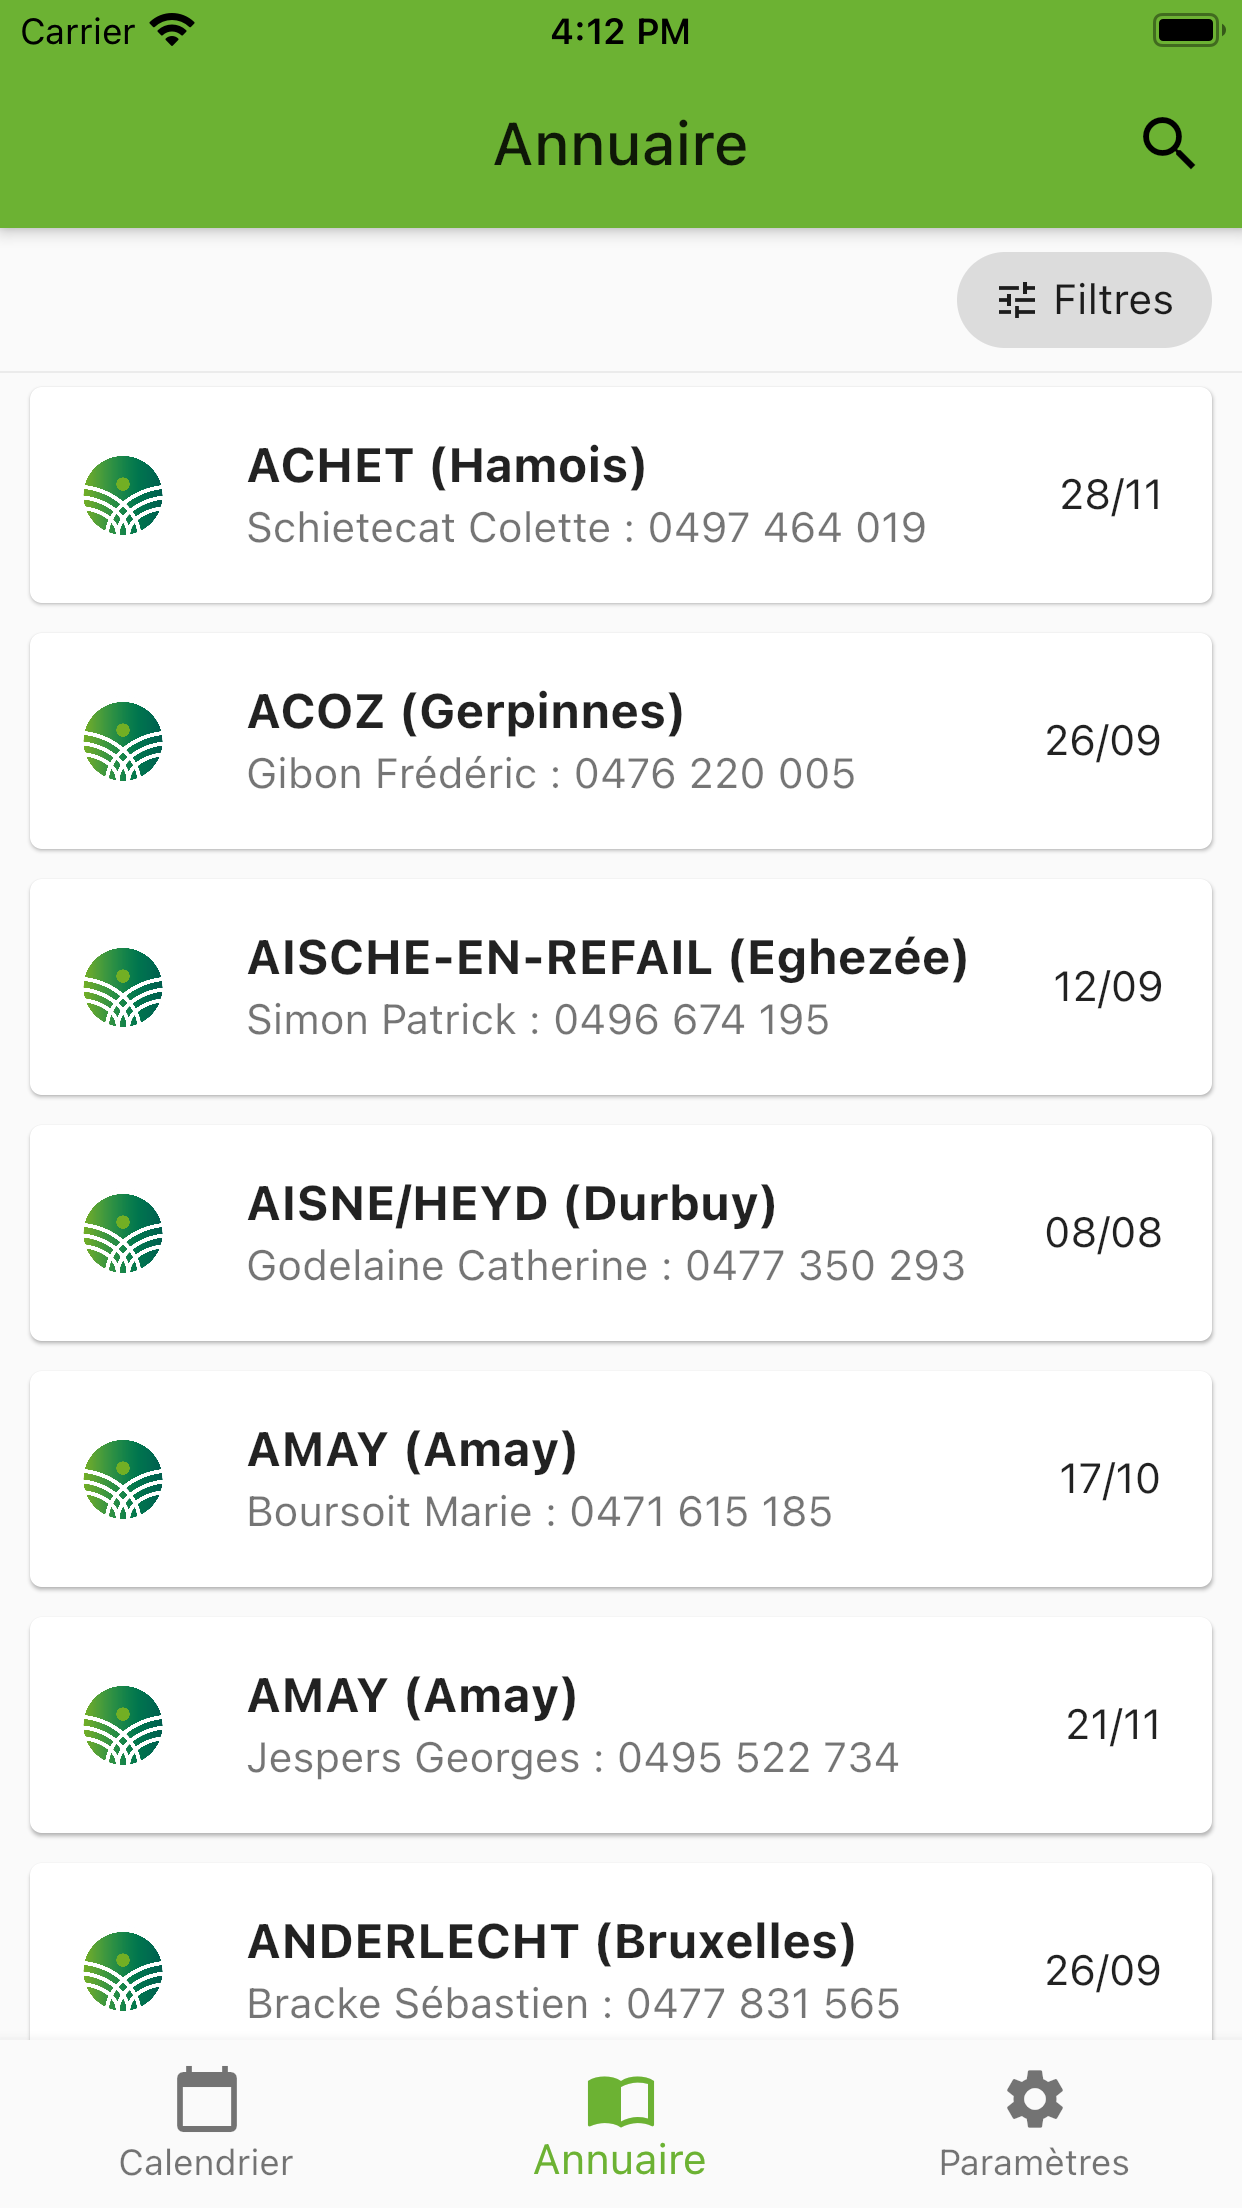 Carrier 4:12 PM
Annuaire
Filtres
ACHET (Hamois)
Schietecat Colette : 0497 464 019
28/11
ACOZ (Gerpinnes)
Gibon Frédéric : 0476 220 005
26/09
AISCHE-EN-REFAIL (Eghezée)
Simon Patrick : 0496 674 195
12/09
AISNE/HEYD (Durbuy)
Godelaine Catherine : 0477 350 293
08/08
AMAY (Amay)
Boursoit Marie : 0471 615 185
17/10
AMAY (Amay)
Jespers Georges : 0495 522 734
21/11
ANDERLECHT (Bruxelles)
Bracke Sébastien : 0477 831 565
26/09
Calendrier Annuaire Paramètres